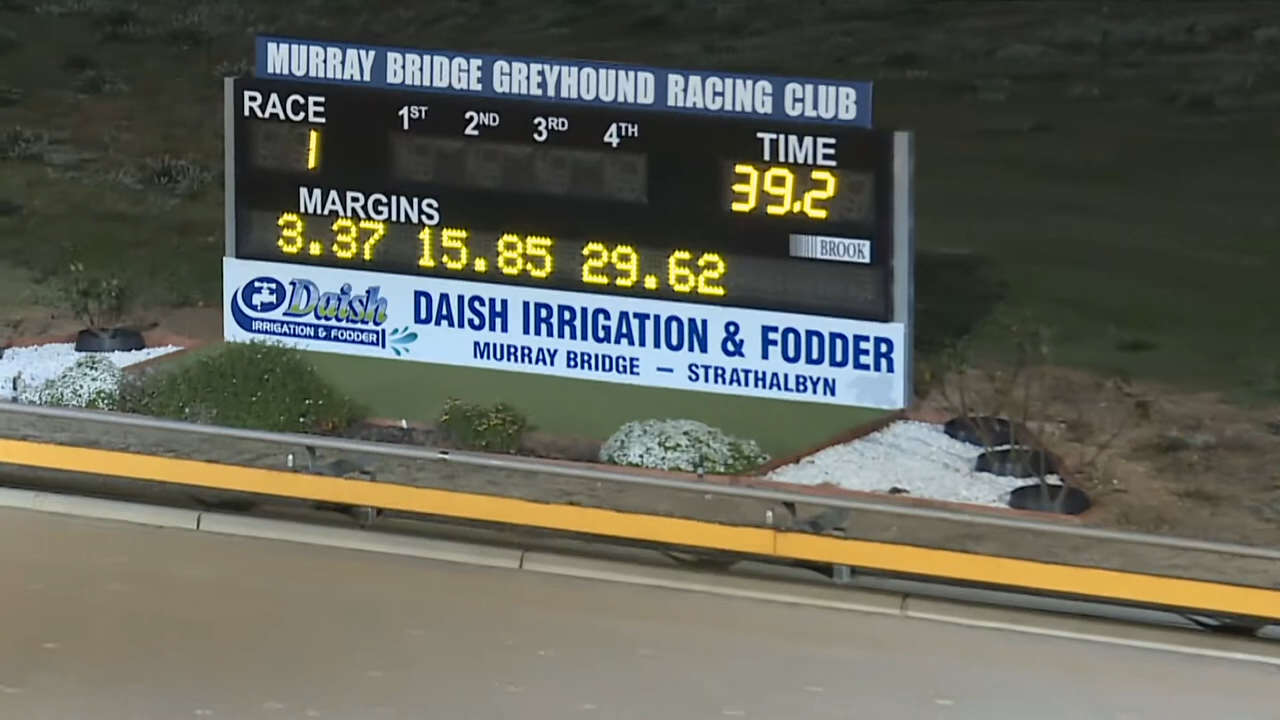 MURRAY BRIDGE GREYHOUND RACING CLUB
RACE 1ST 2ND 3RD 4TH TIME
1 39.2
MARGINS
3.37 15.85 29.62
BROOK
Daish
IRRIGATION & FODDER
DAISH IRRIGATION & FODDER
MURRAY BRIDGE – STRATHALBYN